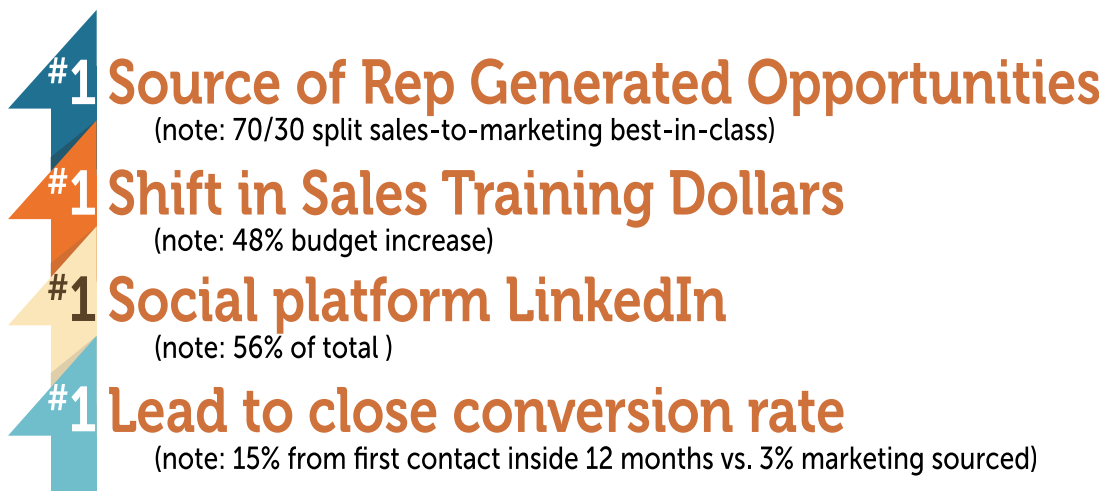 #1 Source of Rep Generated Opportunities
(note: 70/30 split sales-to-marketing best-in-class)
#1 Shift in Sales Training Dollars
(note: 48% budget increase)
#1 Social platform LinkedIn
(note: 56% of total )
#1 Lead to close conversion rate
(note: 15% from first contact inside 12 months vs. 3% marketing sourced)